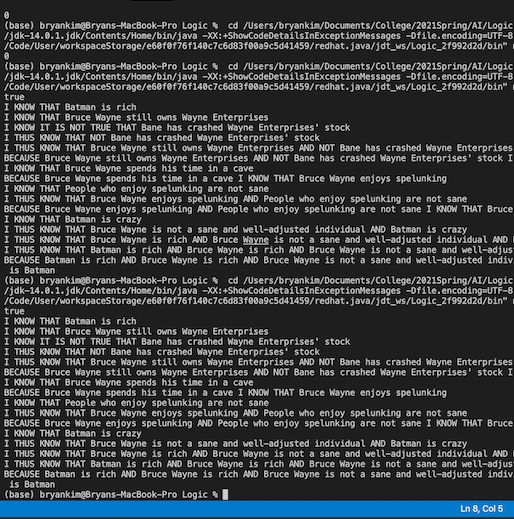 0
(base) bryankim@Bryans-MacBook-Pro Logic %  cd /Users/bryankim/Documents/College/2021Spring/AI/Logic
/jdk-14.0.1.jdk/Contents/Home/bin/java -XX:+ShowCodeDetailsInExceptionMessages -Dfile.encoding=UTF-8
/Code/User/workspaceStorage/e60f0f76f140c7c6d83f00a9c5d41459/redhat.java/jdt_ws/Logic_2f992d2d/bin"
0
(base) bryankim@Bryans-MacBook-Pro Logic %  cd /Users/bryankim/Documents/College/2021Spring/AI/Logic
/jdk-14.0.1.jdk/Contents/Home/bin/java -XX:+ShowCodeDetailsInExceptionMessages -Dfile.encoding=UTF-8
/Code/User/workspaceStorage/e60f0f76f140c7c6d83f00a9c5d41459/redhat.java/jdt_ws/Logic_2f992d2d/bin"
true
I KNOW THAT Batman is rich
I KNOW THAT Bruce Wayne still owns Wayne Enterprises
I KNOW IT IS NOT TRUE THAT Bane has crashed Wayne Enterprises' stock
I THUS KNOW THAT NOT Bane has crashed Wayne Enterprises' stock
I THUS KNOW THAT Bruce Wayne still owns Wayne Enterprises AND NOT Bane has crashed Wayne Enterprises
BECAUSE Bruce Wayne still owns Wayne Enterprises AND NOT Bane has crashed Wayne Enterprises' stock I
I KNOW THAT Bruce Wayne spends his time in a cave
BECAUSE Bruce Wayne spends his time in a cave I KNOW THAT Bruce Wayne enjoys spelunking
I KNOW THAT People who enjoy spelunking are not sane
I THUS KNOW THAT Bruce Wayne enjoys spelunking AND People who enjoy spelunking are not sane
BECAUSE Bruce Wayne enjoys spelunking AND People who enjoy spelunking are not sane I KNOW THAT Bruce
I KNOW THAT Batman is crazy
I THUS KNOW THAT Bruce Wayne is not a sane and well-adjusted individual AND Batman is crazy
I THUS KNOW THAT Bruce Wayne is rich AND Bruce Wayne is not a sane and well-adjusted individual AND
I THUS KNOW THAT Batman is rich AND Bruce Wayne is rich AND Bruce Wayne is not a sane and well-adjus
BECAUSE Batman is rich AND Bruce Wayne is rich AND Bruce Wayne is not a sane and well-adjusted indiv
is Batman
(base) bryankim@Bryans-MacBook-Pro Logic %  cd /Users/bryankim/Documents/College/2021Spring/AI/Logic
/jdk-14.0.1.jdk/Contents/Home/bin/java -XX:+ShowCodeDetailsInExceptionMessages -Dfile.encoding=UTF-8
/Code/User/workspaceStorage/e60f0f76f140c7c6d83f00a9c5d41459/redhat.java/jdt_ws/Logic_2f992d2d/bin"
true
I KNOW THAT Batman is rich
I KNOW THAT Bruce Wayne still owns Wayne Enterprises
I KNOW IT IS NOT TRUE THAT Bane has crashed Wayne Enterprises' stock
I THUS KNOW THAT NOT Bane has crashed Wayne Enterprises' stock
I THUS KNOW THAT Bruce Wayne still owns Wayne Enterprises AND NOT Bane has crashed Wayne Enterprises
BECAUSE Bruce Wayne still owns Wayne Enterprises AND NOT Bane has crashed Wayne Enterprises' stock I
I KNOW THAT Bruce Wayne spends his time in a cave
BECAUSE Bruce Wayne spends his time in a cave I KNOW THAT Bruce Wayne enjoys spelunking
I KNOW THAT People who enjoy spelunking are not sane
I THUS KNOW THAT Bruce Wayne enjoys spelunking AND People who enjoy spelunking are not sane
BECAUSE Bruce Wayne enjoys spelunking AND People who enjoy spelunking are not sane I KNOW THAT Bruce
I KNOW THAT Batman is crazy
I THUS KNOW THAT Bruce Wayne is not a sane and well-adjusted individual AND Batman is crazy
I THUS KNOW THAT Bruce Wayne is rich AND Bruce Wayne is not a sane and well-adjusted individual AND
I THUS KNOW THAT Batman is rich AND Bruce Wayne is rich AND Bruce Wayne is not a sane and well-adjus
BECAUSE Batman is rich AND Bruce Wayne is rich AND Bruce Wayne is not a sane and well-adjusted indiv
is Batman
(base) bryankim@Bryans-MacBook-Pro Logic %
Ln 8, Col 5